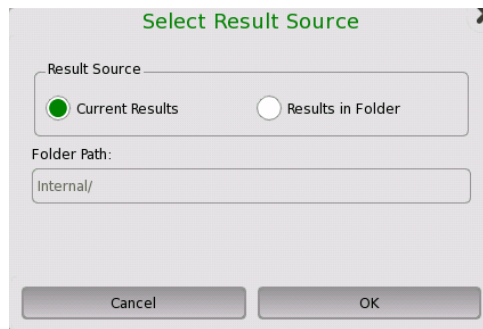 Select Result Source
Result Source
Current Results Results in Folder
Folder Path:
Internal/
Cancel OK